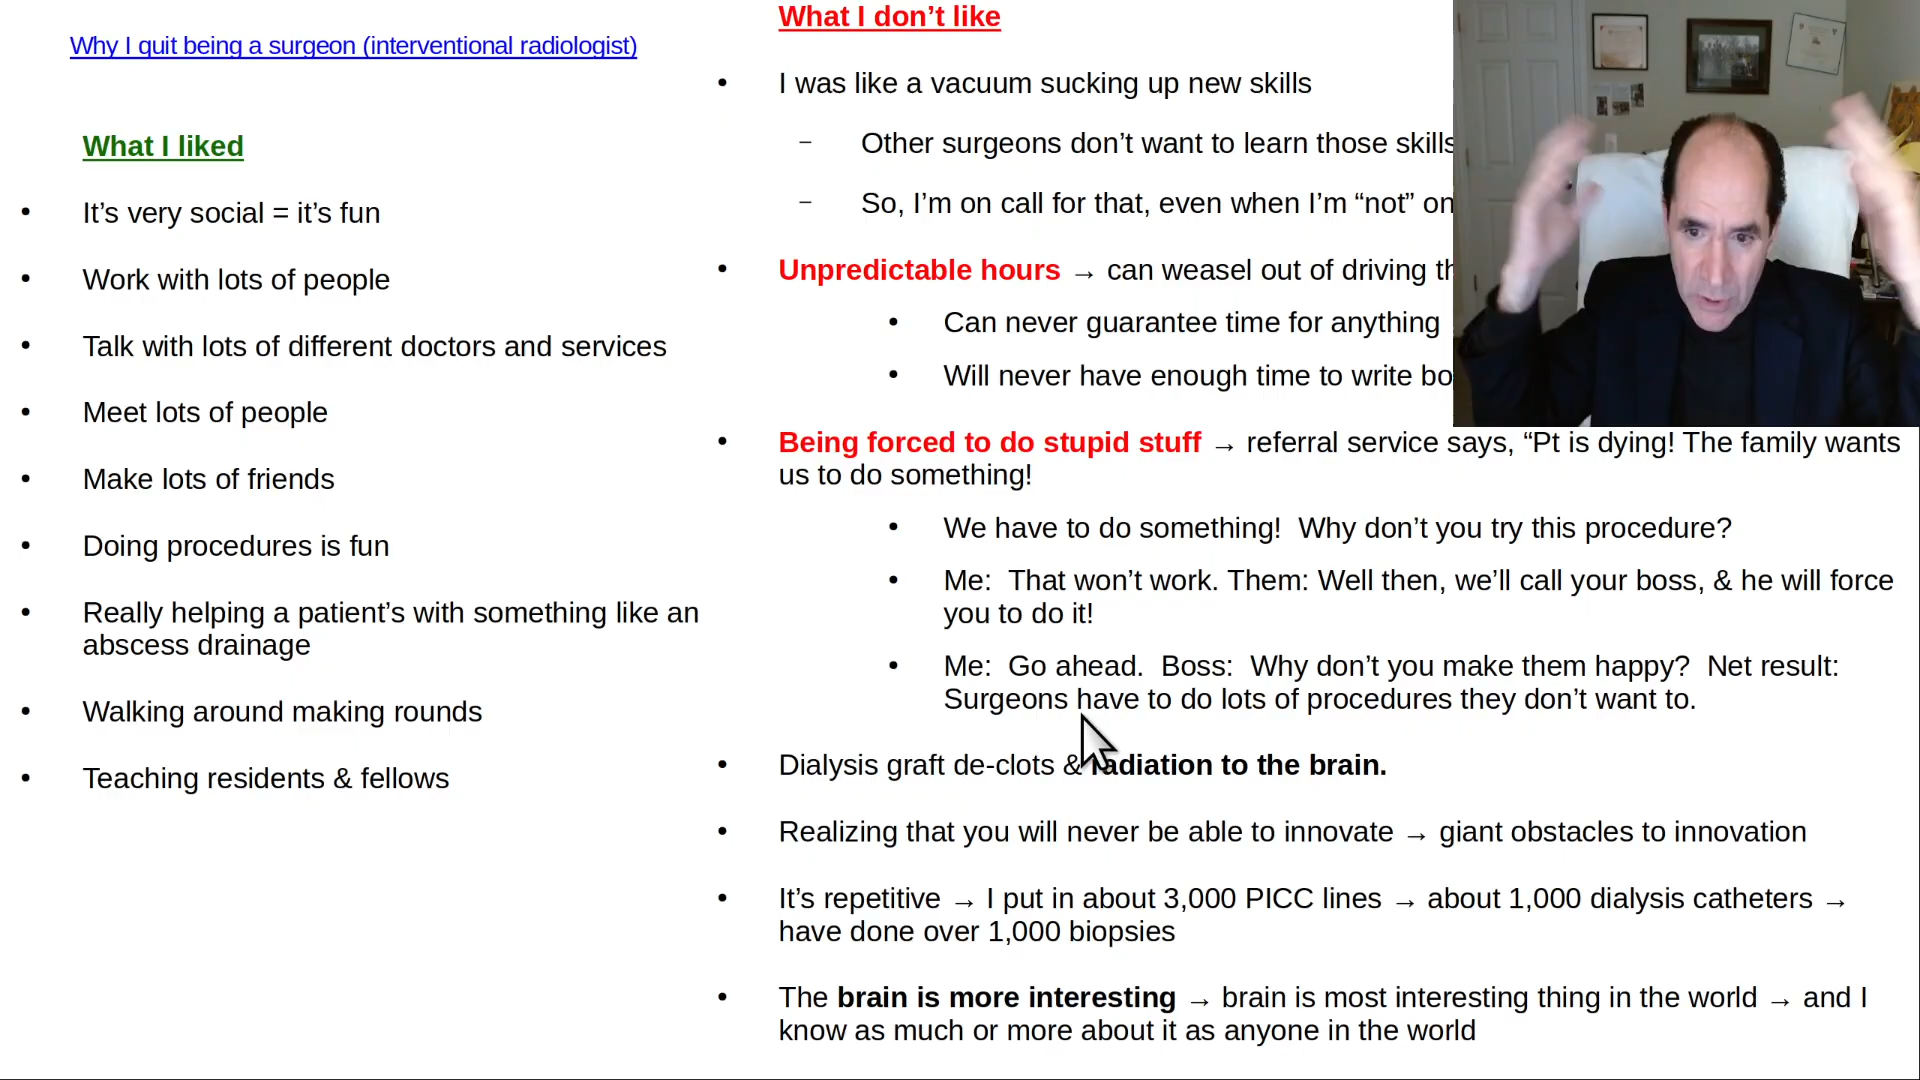 Why I quit being a surgeon (interventional radiologist)
What I liked
• It’s very social = it’s fun
• Work with lots of people
• Talk with lots of different doctors and services
• Meet lots of people
• Make lots of friends
• Doing procedures is fun
• Really helping a patient’s with something like an
abscess drainage
• Walking around making rounds
• Teaching residents & fellows
What I don’t like
• I was like a vacuum sucking up new skills
– Other surgeons don’t want to learn those skills
– So, I’m on call for that, even when I’m “not” on
• Unpredictable hours → can weasel out of driving
• Can never guarantee time for anything
• Will never have enough time to write
• Being forced to do stupid stuff → referral service says, “Pt is dying! The family wants
us to do something!
• We have to do something!  Why don’t you try this procedure?
• Me:  That won’t work. Them: Well then, we’ll call your boss, & he will force
you to do it!
• Me:  Go ahead.  Boss:  Why don’t you make them happy?  Net result:
Surgeons have to do lots of procedures they don’t want to.
• Dialysis graft de-clots & radiation to the brain.
• Realizing that you will never be able to innovate → giant obstacles to innovation
• It’s repetitive → I put in about 3,000 PICC lines → about 1,000 dialysis catheters →
have done over 1,000 biopsies
• The brain is more interesting → brain is most interesting thing in the world → and I
know as much or more about it as anyone in the world